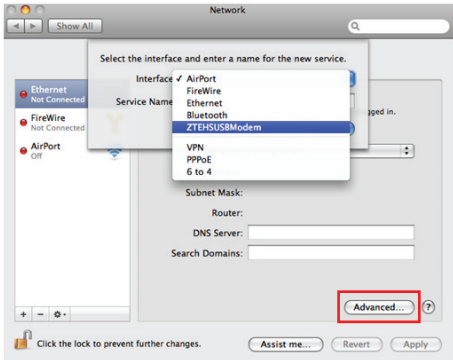 Network
Show All
Select the interface and enter a name for the new service.
Interface ✓ AirPort
FireWire
Ethernet
Bluetooth
ZTEHSUSBModem
VPN
PPPoE
6 to 4
Service Name
Ethernet
Not Connected
FireWire
Not Connected
AirPort
Off
gged in.
Subnet Mask:
Router:
DNS Server:
Search Domains:
Advanced... ?
+ −
Click the lock to prevent further changes.
Assist me... Revert Apply